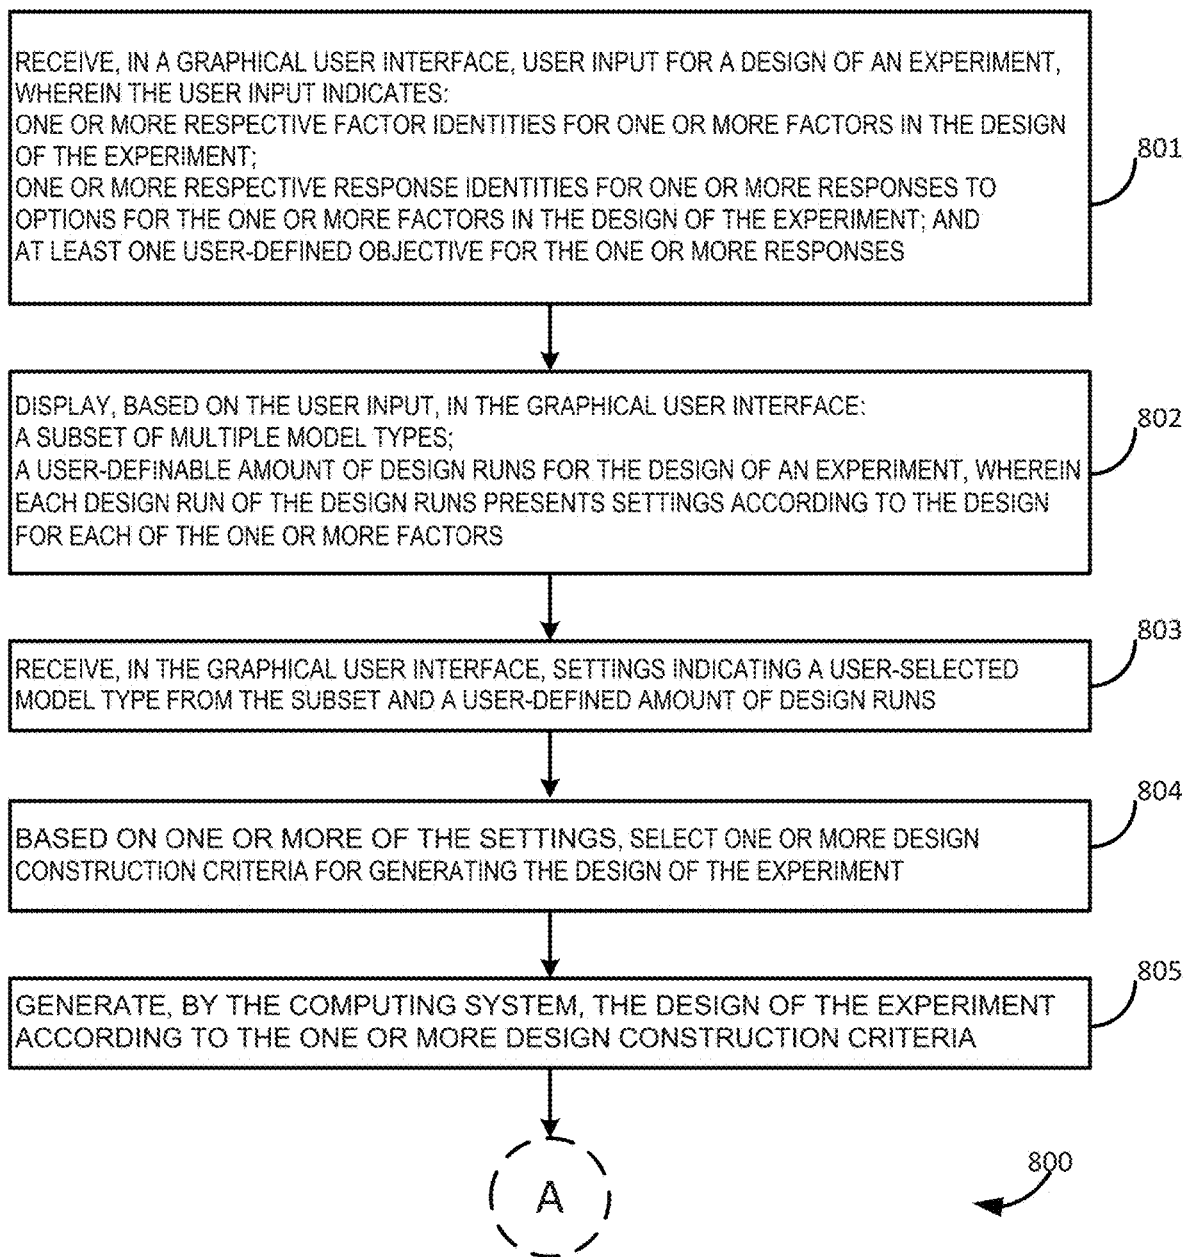 RECEIVE, IN A GRAPHICAL USER INTERFACE, USER INPUT FOR A DESIGN OF AN EXPERIMENT,
WHEREIN THE USER INPUT INDICATES:
ONE OR MORE RESPECTIVE FACTOR IDENTITIES FOR ONE OR MORE FACTORS IN THE DESIGN
OF THE EXPERIMENT;
ONE OR MORE RESPECTIVE RESPONSE IDENTITIES FOR ONE OR MORE RESPONSES TO
OPTIONS FOR THE ONE OR MORE FACTORS IN THE DESIGN OF THE EXPERIMENT; AND
AT LEAST ONE USER-DEFINED OBJECTIVE FOR THE ONE OR MORE RESPONSES
801
DISPLAY, BASED ON THE USER INPUT, IN THE GRAPHICAL USER INTERFACE:
A SUBSET OF MULTIPLE MODEL TYPES;
A USER-DEFINABLE AMOUNT OF DESIGN RUNS FOR THE DESIGN OF AN EXPERIMENT, WHEREIN
EACH DESIGN RUN OF THE DESIGN RUNS PRESENTS SETTINGS ACCORDING TO THE DESIGN
FOR EACH OF THE ONE OR MORE FACTORS
802
RECEIVE, IN THE GRAPHICAL USER INTERFACE, SETTINGS INDICATING A USER-SELECTED
MODEL TYPE FROM THE SUBSET AND A USER-DEFINED AMOUNT OF DESIGN RUNS
803
BASED ON ONE OR MORE OF THE SETTINGS, SELECT ONE OR MORE DESIGN
CONSTRUCTION CRITERIA FOR GENERATING THE DESIGN OF THE EXPERIMENT
804
GENERATE, BY THE COMPUTING SYSTEM, THE DESIGN OF THE EXPERIMENT
ACCORDING TO THE ONE OR MORE DESIGN CONSTRUCTION CRITERIA
805
A
800